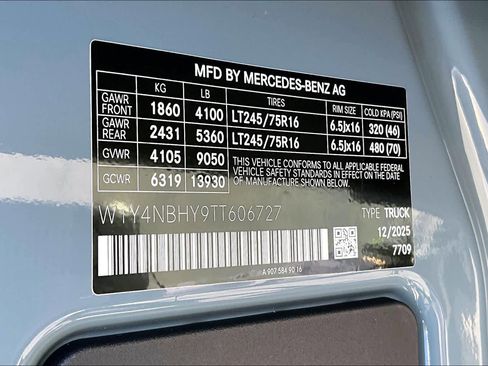 MFD BY MERCEDES-BENZ AG
KG LB TIRES RIM SIZE COLD KPA (PSI)
GAWR FRONT 1860 4100 LT245/75R16 6.5Jx16 320 (46)
GAWR REAR 2431 5360 LT245/75R16 6.5Jx16 480 (70)
GVWR 4105 9050 THIS VEHICLE CONFORMS TO ALL APPLICABLE FEDERAL
VEHICLE SAFETY STANDARDS IN EFFECT ON THE DATE
GCWR 6319 13930 OF MANUFACTURE SHOWN ABOVE.
W1Y4NBHY9TT606727 TYPE TRUCK
12/2025
7709
A 907 584 90 16